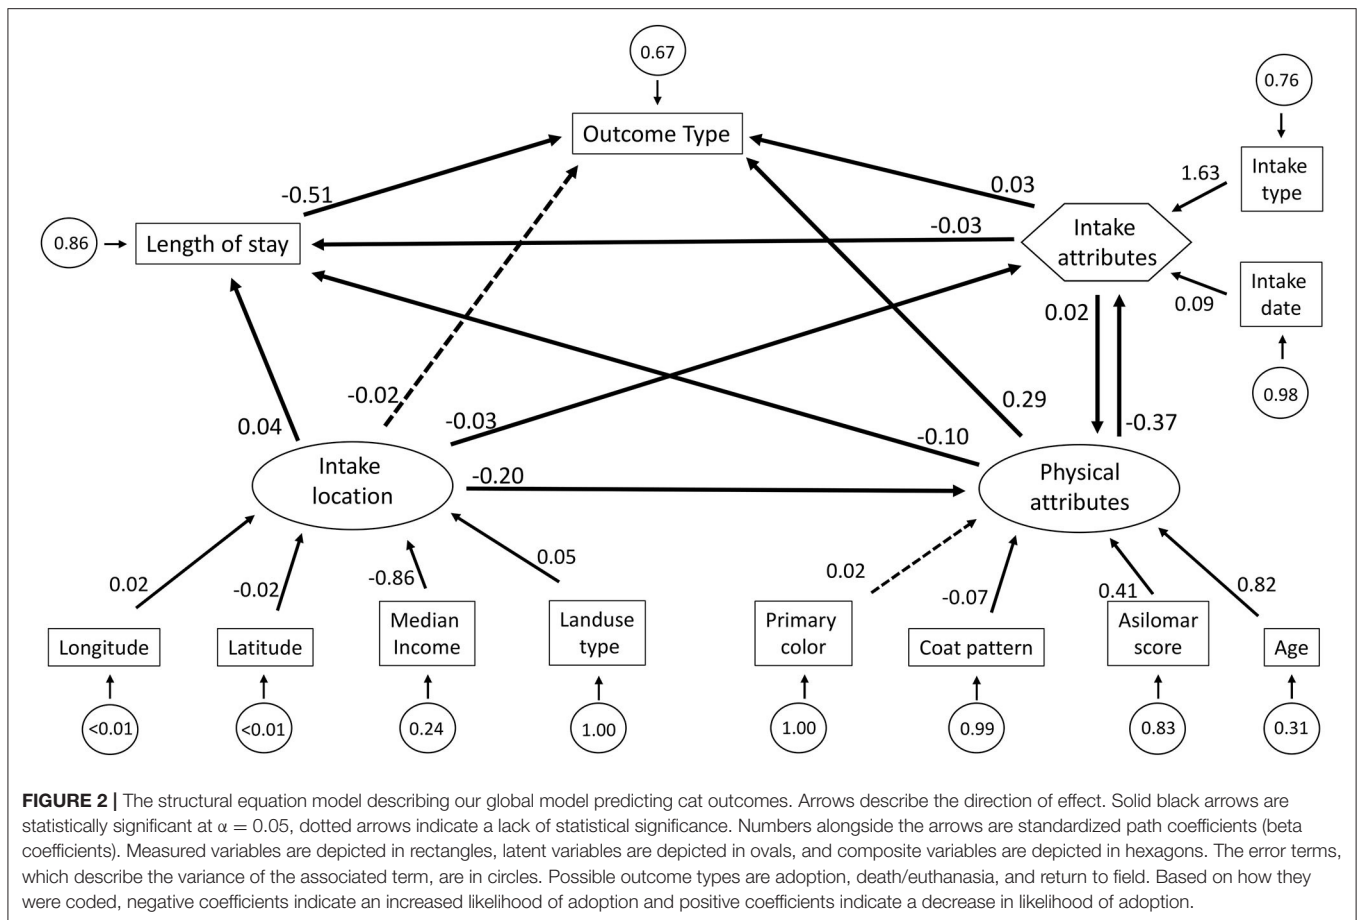 0.67
0.76
Outcome Type
Intake
type
1.63
-0.51
0.03
0.86
Length of stay
-0.03
Intake
attributes
Intake
date
0.09
0.02
0.98
-0.02
0.04
-0.03
0.29
-0.37
-0.10
Intake
location
-0.20
Physical
attributes
0.02
-0.02
-0.86
0.05
0.02
-0.07
0.41
0.82
Longitude
Latitude
Median
Income
Landuse
type
Primary
color
Coat pattern
Asilomar
score
Age
<0.01
<0.01
0.24
1.00
1.00
0.99
0.83
0.31
FIGURE 2 | The structural equation model describing our global model predicting cat outcomes. Arrows describe the direction of effect. Solid black arrows are
statistically significant at α = 0.05, dotted arrows indicate a lack of statistical significance. Numbers alongside the arrows are standardized path coefficients (beta
coefficients). Measured variables are depicted in rectangles, latent variables are depicted in ovals, and composite variables are depicted in hexagons. The error terms,
which describe the variance of the associated term, are in circles. Possible outcome types are adoption, death/euthanasia, and return to field. Based on how they
were coded, negative coefficients indicate an increased likelihood of adoption and positive coefficients indicate a decrease in likelihood of adoption.